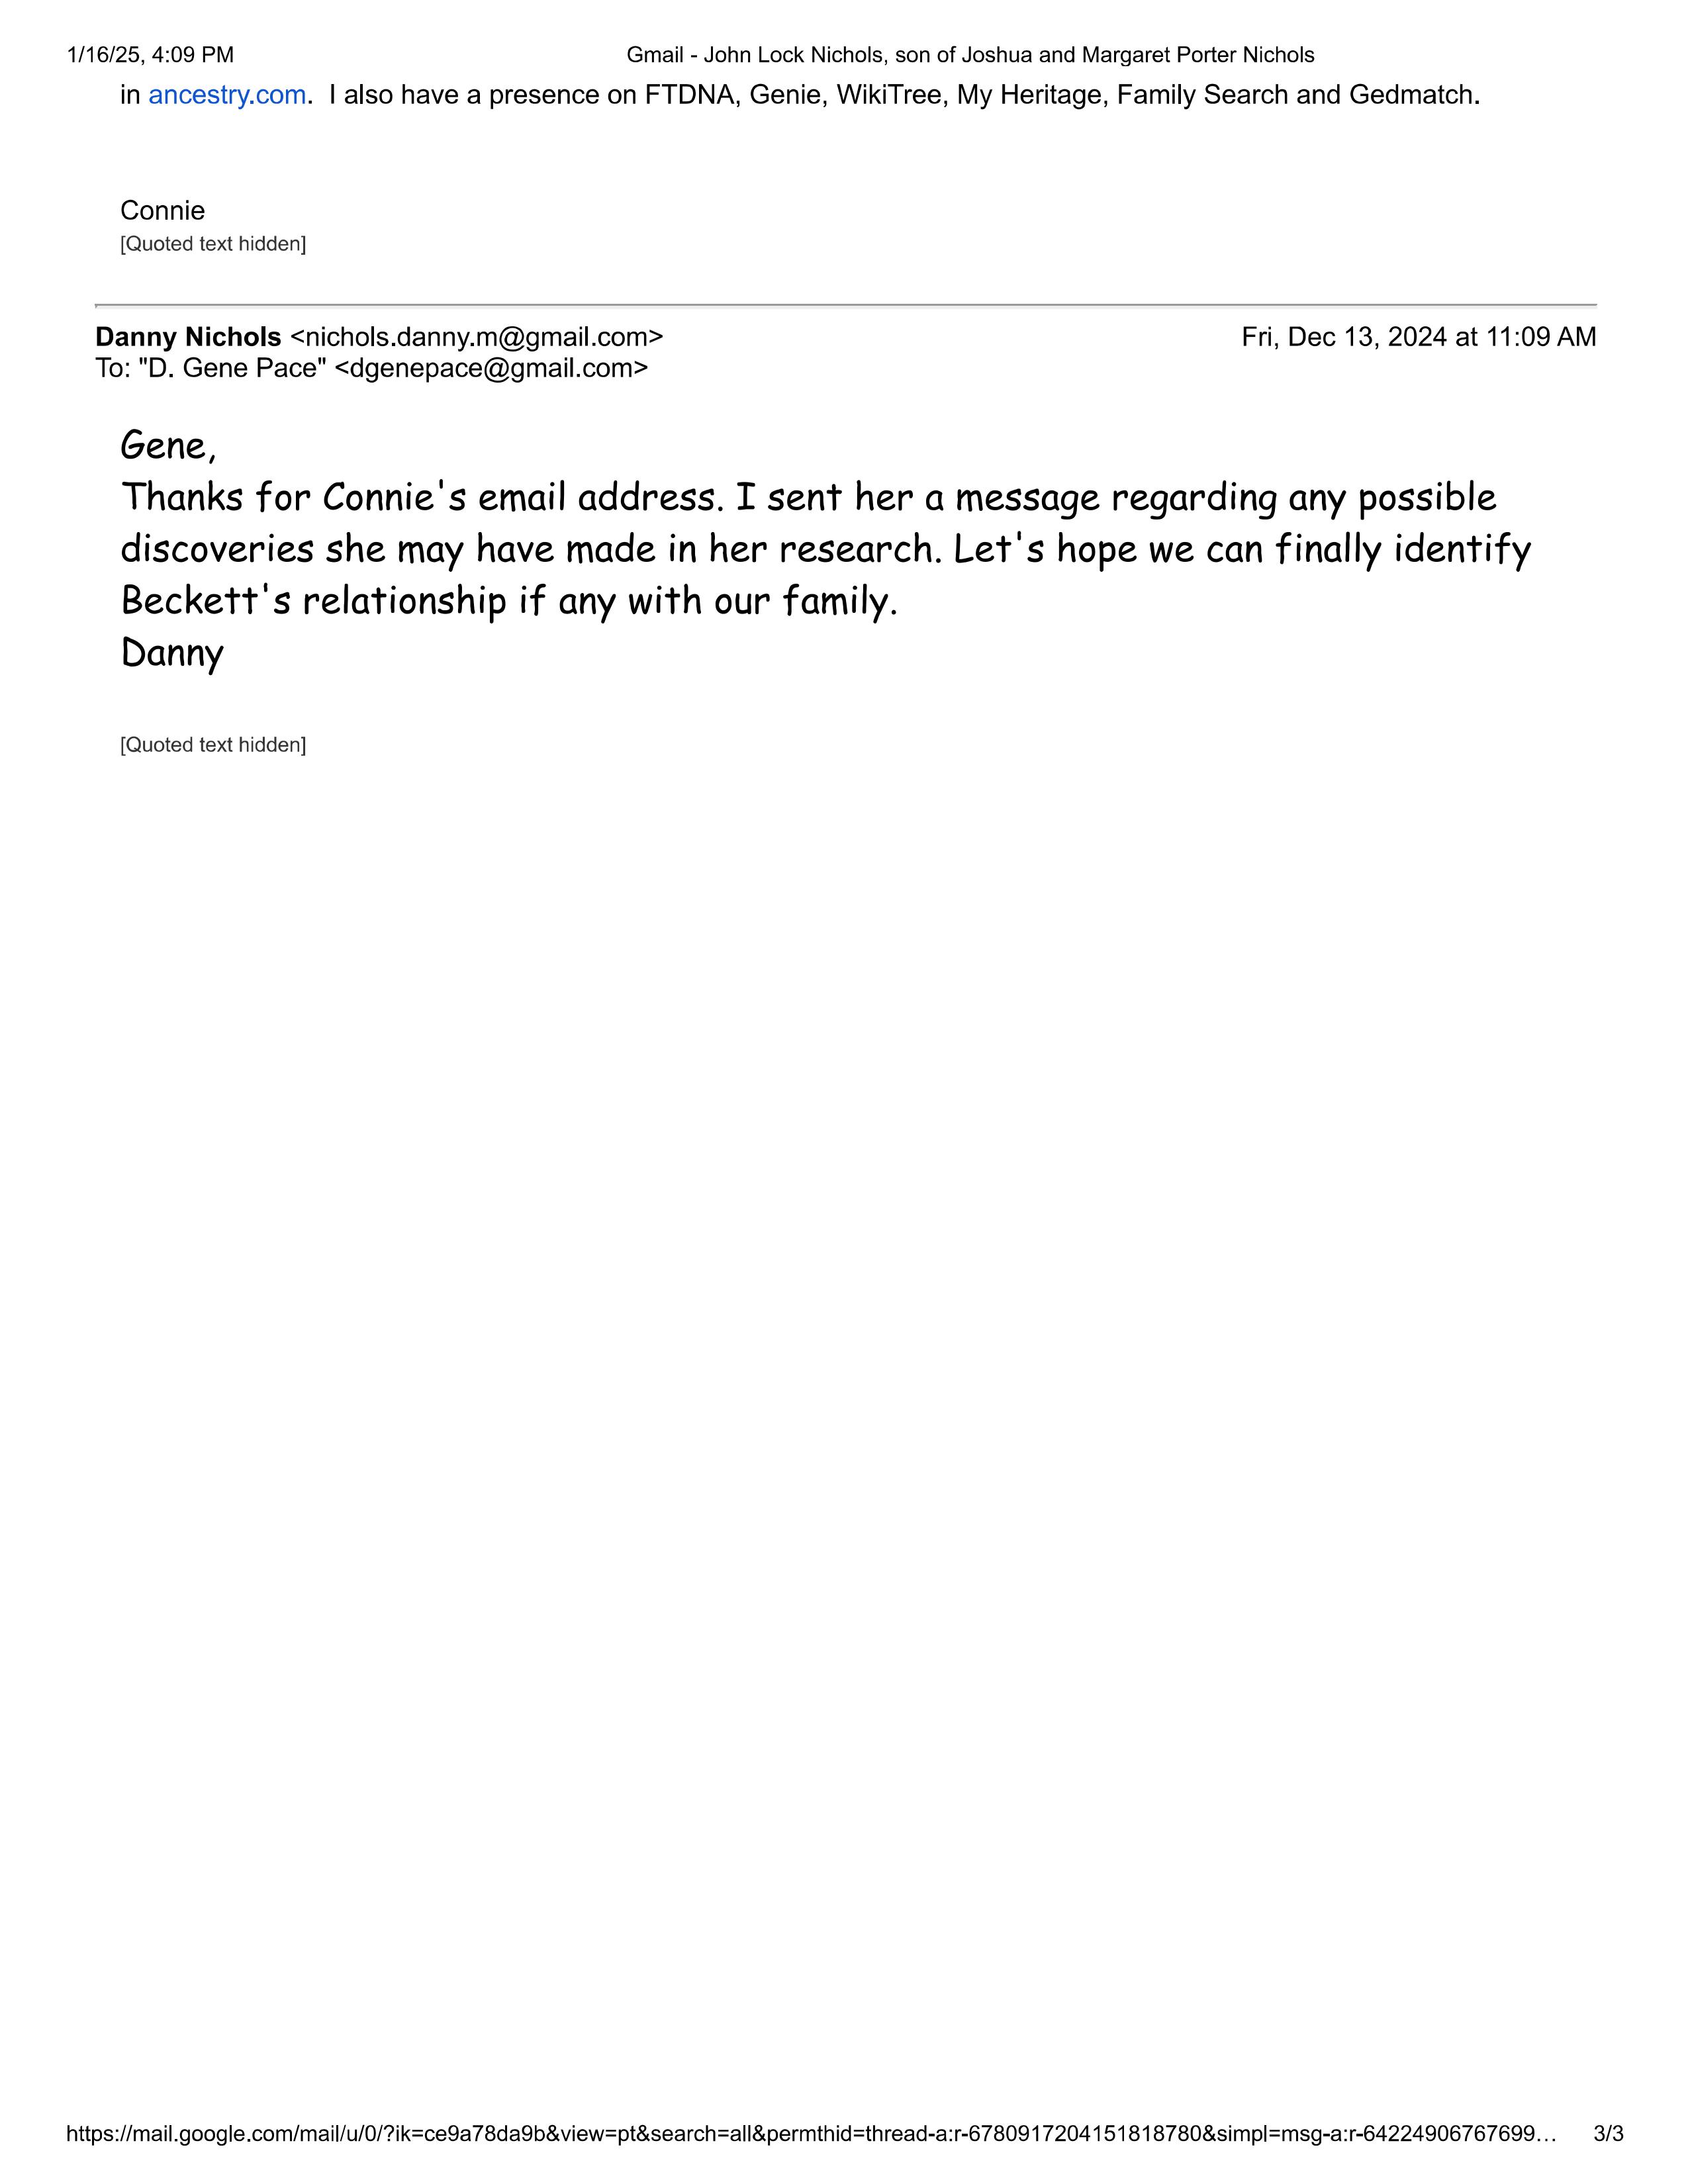 1/16/25, 4:09 PM Gmail - John Lock Nichols, son of Joshua and Margaret Porter Nichols
in ancestry.com.  I also have a presence on FTDNA, Genie, WikiTree, My Heritage, Family Search and Gedmatch.
Connie
[Quoted text hidden]
Danny Nichols <nichols.danny.m@gmail.com> Fri, Dec 13, 2024 at 11:09 AM
To: "D. Gene Pace" <dgenepace@gmail.com>
Gene,
Thanks for Connie's email address. I sent her a message regarding any possible
discoveries she may have made in her research. Let's hope we can finally identify
Beckett's relationship if any with our family.
Danny
[Quoted text hidden]
https://mail.google.com/mail/u/0/?ik=ce9a78da9b&view=pt&search=all&permthid=thread-a:r-6780917204151818780&simpl=msg-a:r-64224906767699… 3/3